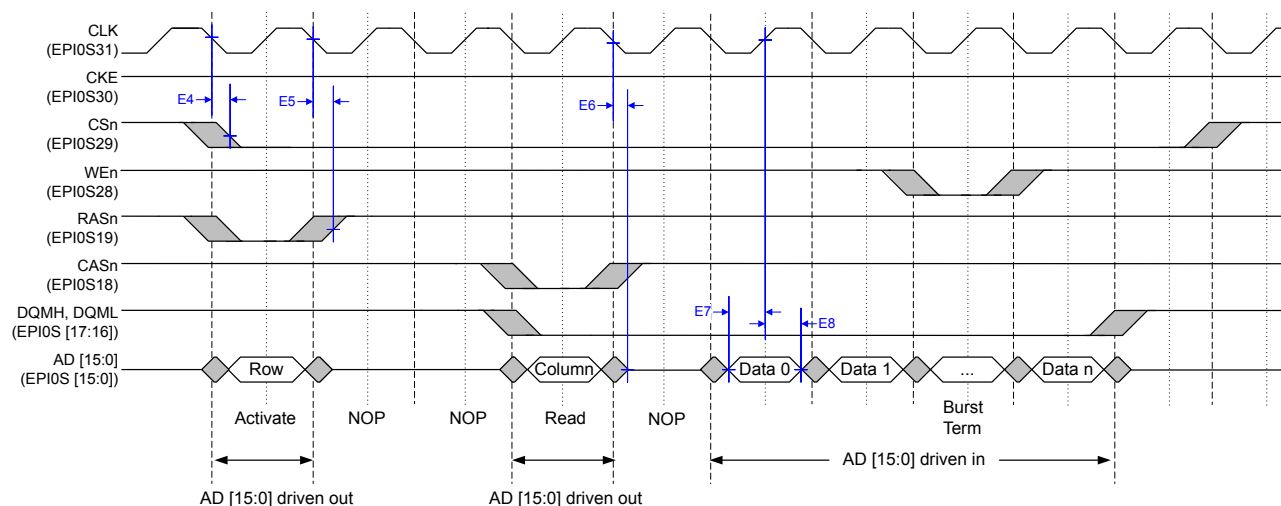 CLK
(EPI0S31)
CKE
(EPI0S30)
E4
E5
E6
CSn
(EPI0S29)
WEn
(EPI0S28)
RASn
(EPI0S19)
CASn
(EPI0S18)
DQMH, DQML
(EPI0S [17:16])
E7
E8
AD [15:0]
(EPI0S [15:0])
Row
Column
Data 0
Data 1
...
Data n
Activate
NOP
NOP
Read
NOP
Burst
Term
AD [15:0] driven in
AD [15:0] driven out
AD [15:0] driven out